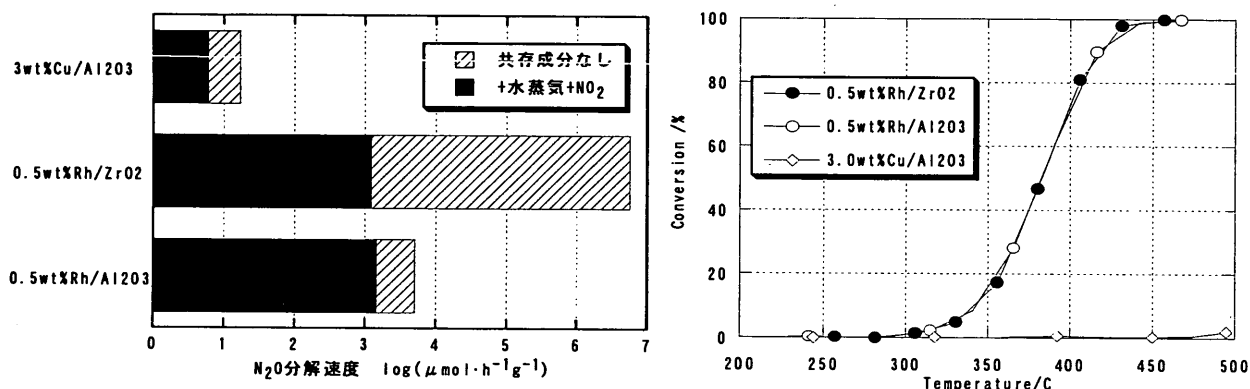 3wt%Cu/Al2O3
0.5wt%Rh/ZrO2
0.5wt%Rh/Al2O3
共存成分なし
+水蒸気+NO₂
0 1 2 3 4 5 6 7
N₂O分解速度 log(μmol·h⁻¹g⁻¹)
100
80
60
40
20
0
Conversion /%
0.5wt%Rh/ZrO2
0.5wt%Rh/Al2O3
3.0wt%Cu/Al2O3
200 250 300 350 400 450 500
Temperature/C